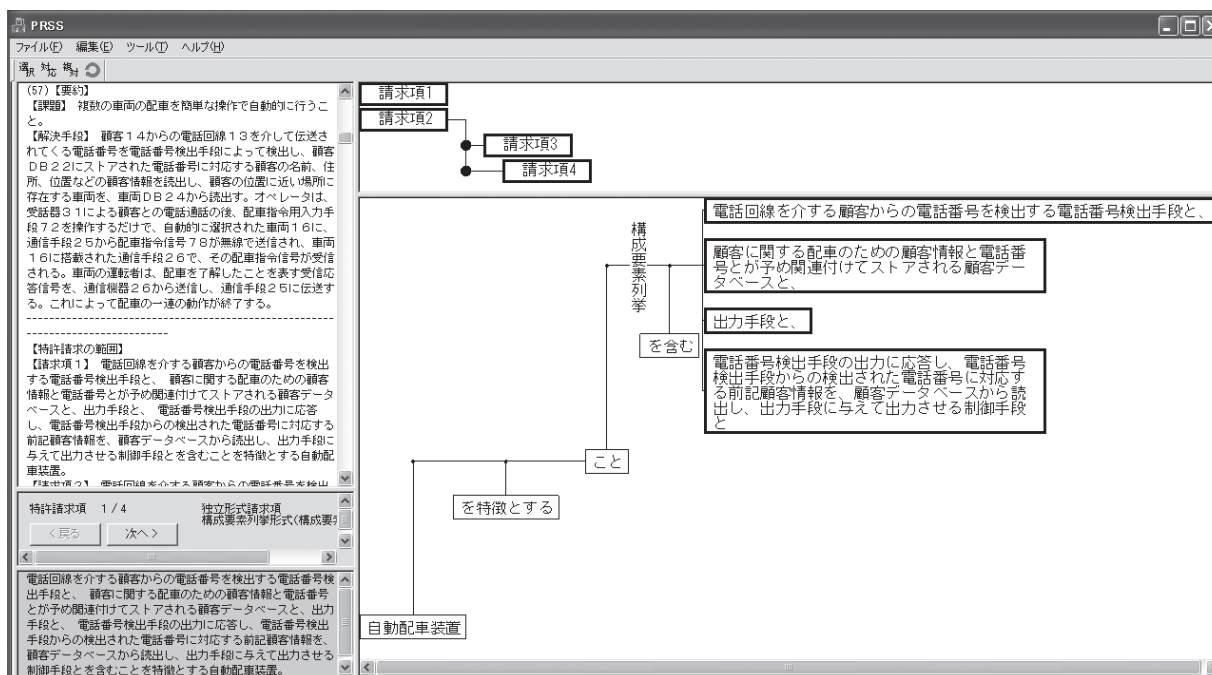 PRSS
ファイル(F) 編集(E) ツール(T) ヘルプ(H)
選択 対応 複対
(57)【要約】
【課題】 複数の車両の配車を簡単な操作で自動的に行うこ
と。
【解決手段】 顧客14からの電話回線13を介して伝送さ
れてくる電話番号を電話番号検出手段によって検出し、顧客
DB22にストアされた電話番号に対応する顧客の名前、住
所、位置などの顧客情報を読出し、顧客の位置に近い場所に
存在する車両を、車両DB24から読出す。オペレータは、
受話器31による顧客との電話通話の後、配車指令用入力手
段72を操作するだけで、自動的に選択された車両16に、
通信手段25から配車指令信号78が無線で送信され、車両
16に搭載された通信手段26で、その配車指令信号が受信
される。車両の運転者は、配車を了解したことを表す受信応
答信号を、通信機器26から送信し、通信手段25に伝送す
る。これによって配車の一連の動作が終了する。
--------------------------------------------------
-----------------------
【特許請求の範囲】
【請求項1】 電話回線を介する顧客からの電話番号を検出
する電話番号検出手段と、 顧客に関する配車のための顧客
情報と電話番号とが予め関連付けてストアされる顧客データ
ベースと、出力手段と、 電話番号検出手段の出力に応答
し、電話番号検出手段からの検出された電話番号に対応する
前記顧客情報を、顧客データベースから読出し、出力手段に
与えて出力させる制御手段とを含むことを特徴とする自動配
車装置。
【請求項2】 電話回線を介する顧客からの電話番号を検出
特許請求項 1/4
独立形式請求項
構成要素列挙形式(構成要
<戻る 次へ>
電話回線を介する顧客からの電話番号を検出する電話番号検
出手段と、 顧客に関する配車のための顧客情報と電話番号
とが予め関連付けてストアされる顧客データベースと、出力
手段と、 電話番号検出手段の出力に応答し、電話番号検出
手段からの検出された電話番号に対応する前記顧客情報を、
顧客データベースから読出し、出力手段に与えて出力させる
制御手段とを含むことを特徴とする自動配車装置。
請求項1
請求項2
請求項3
請求項4
電話回線を介する顧客からの電話番号を検出する電話番号検出手段と、
構成要素列挙
顧客に関する配車のための顧客情報と電話番
号とが予め関連付けてストアされる顧客デー
タベースと、
出力手段と、
を含む
電話番号検出手段の出力に応答し、電話番号
検出手段からの検出された電話番号に対応す
る前記顧客情報を、顧客データベースから読
出し、出力手段に与えて出力させる制御手段
と
こと
を特徴とする
自動配車装置